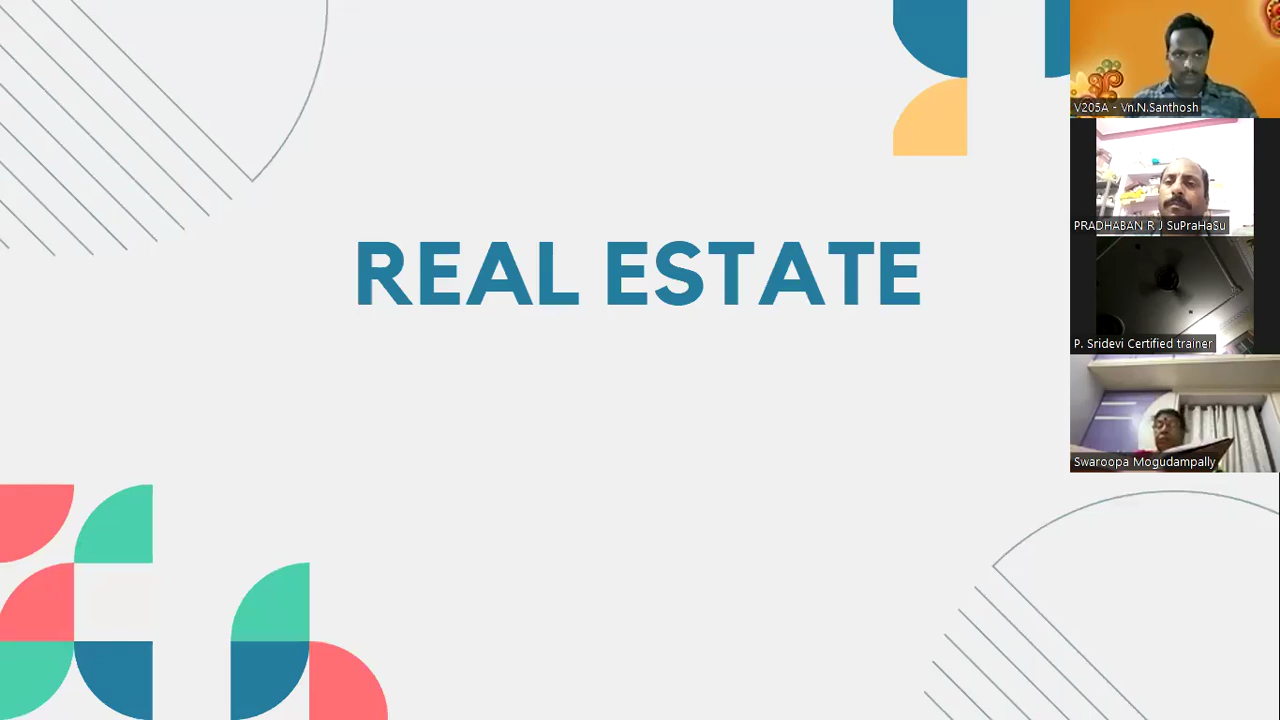 REAL ESTATE
V205A - Vn.N.Santhosh
PRADHABAN R J SuPraHaSu
P. Sridevi Certified trainer
Swaroopa Mogudampally